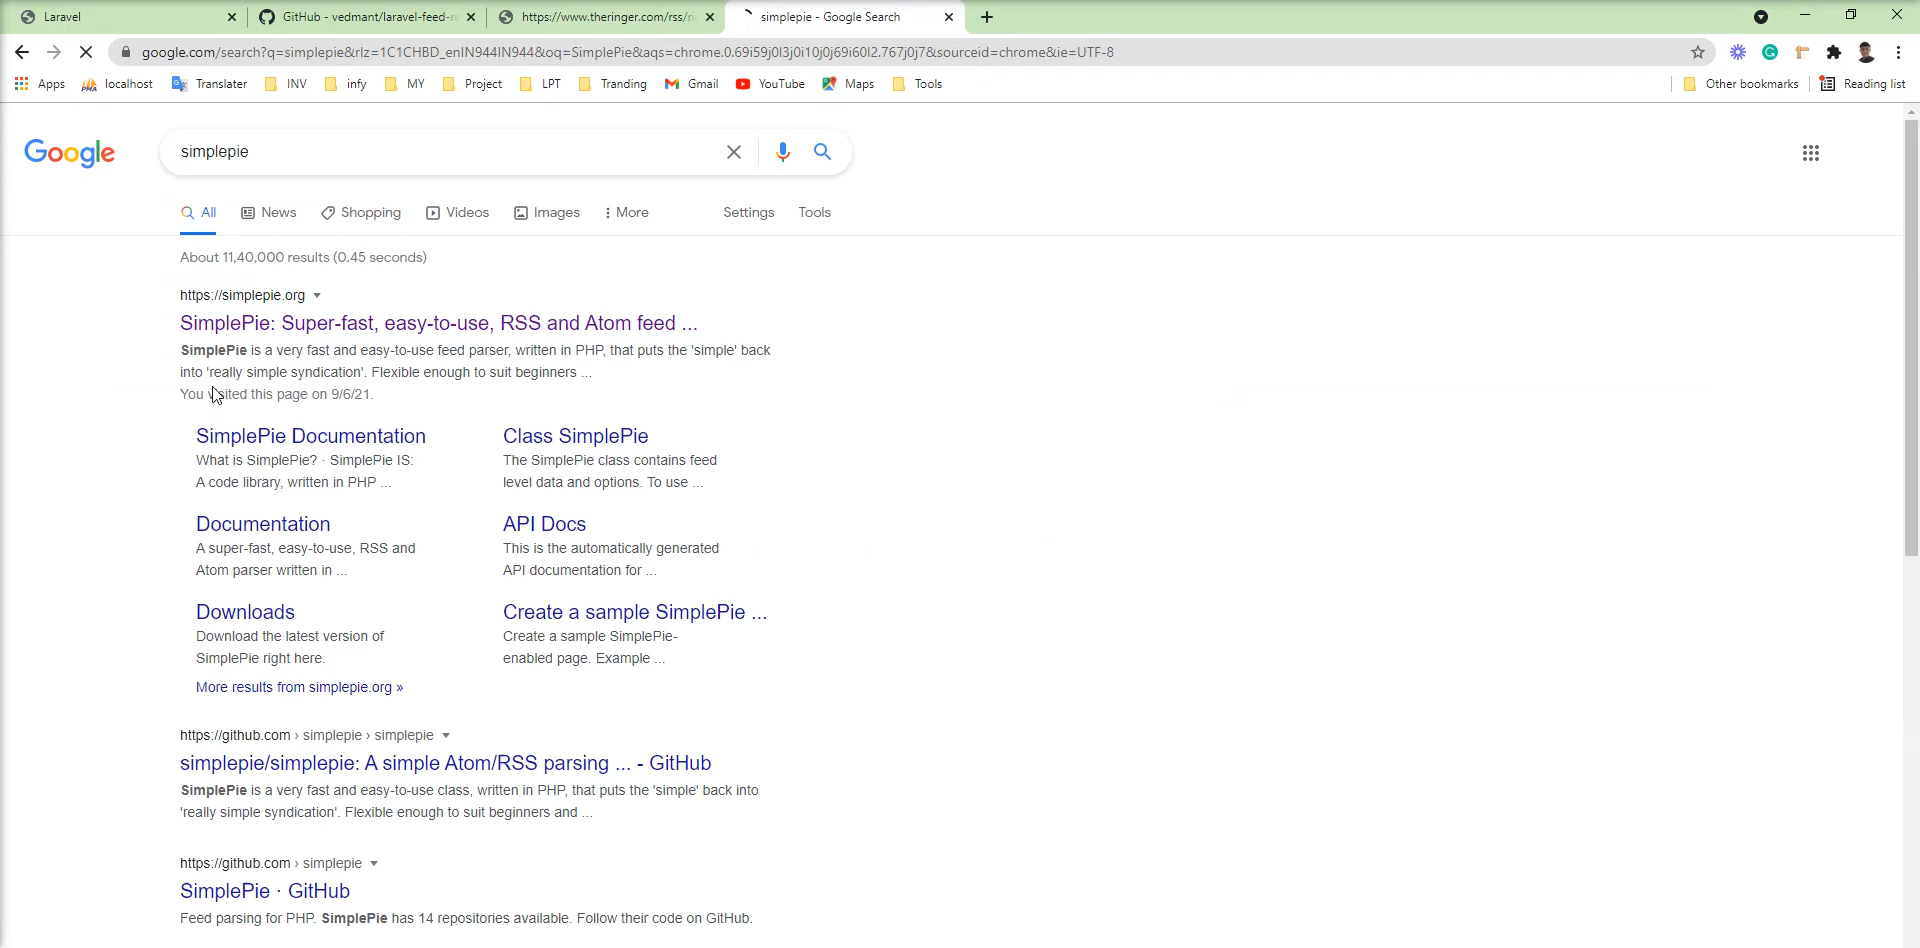 Laravel
GitHub - vedmant/laravel-feed-re
https://www.theringer.com/rss/ri
simplepie - Google Search
google.com/search?q=simplepie&rlz=1C1CHBD_enIN944IN944&oq=SimplePie&aqs=chrome.0.69i59j0l3j0i10j0j69i60l2.767j0j7&sourceid=chrome&ie=UTF-8
Apps
localhost
Translater
INV
infy
MY
Project
LPT
Tranding
Gmail
YouTube
Maps
Tools
Other bookmarks
Reading list
Google
simplepie
All
News
Shopping
Videos
Images
More
Settings
Tools
About 11,40,000 results (0.45 seconds)
https://simplepie.org
SimplePie: Super-fast, easy-to-use, RSS and Atom feed ...
SimplePie is a very fast and easy-to-use feed parser, written in PHP, that puts the 'simple' back
into 'really simple syndication'. Flexible enough to suit beginners ...
You visited this page on 9/6/21.
SimplePie Documentation
What is SimplePie? · SimplePie IS:
A code library, written in PHP ...
Class SimplePie
The SimplePie class contains feed
level data and options. To use ...
Documentation
A super-fast, easy-to-use, RSS and
Atom parser written in ...
API Docs
This is the automatically generated
API documentation for ...
Downloads
Download the latest version of
SimplePie right here.
Create a sample SimplePie ...
Create a sample SimplePie-
enabled page. Example ...
More results from simplepie.org »
https://github.com › simplepie › simplepie
simplepie/simplepie: A simple Atom/RSS parsing ... - GitHub
SimplePie is a very fast and easy-to-use class, written in PHP, that puts the 'simple' back into
'really simple syndication'. Flexible enough to suit beginners and ...
https://github.com › simplepie
SimplePie · GitHub
Feed parsing for PHP. SimplePie has 14 repositories available. Follow their code on GitHub.